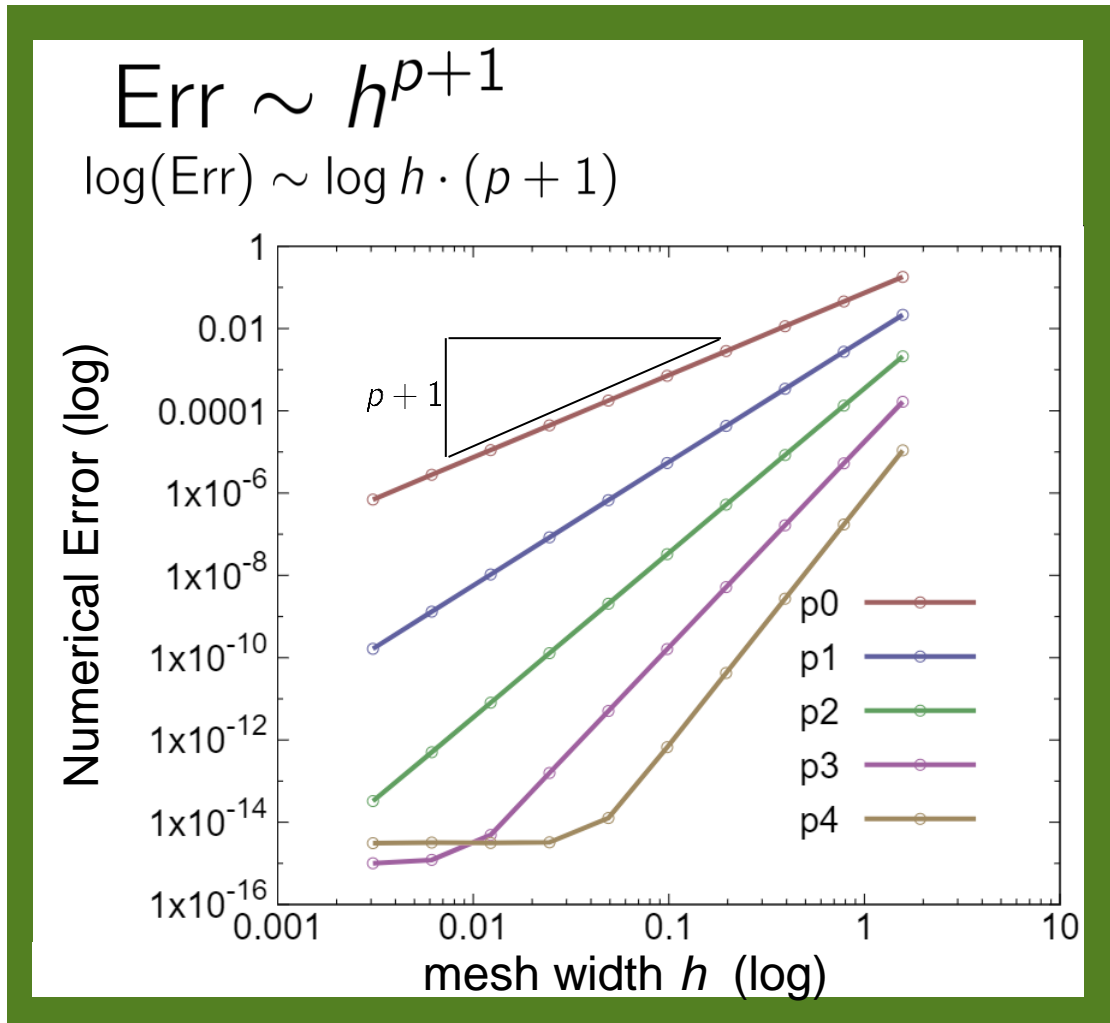 Err ∼ h^{p+1}
log(Err) ∼ log h · (p + 1)
1
0.01
0.0001
1x10^-6
1x10^-8
1x10^-10
1x10^-12
1x10^-14
1x10^-16
Numerical Error (log)
p + 1
p0
p1
p2
p3
p4
0.001
0.01
0.1
1
10
mesh width h (log)